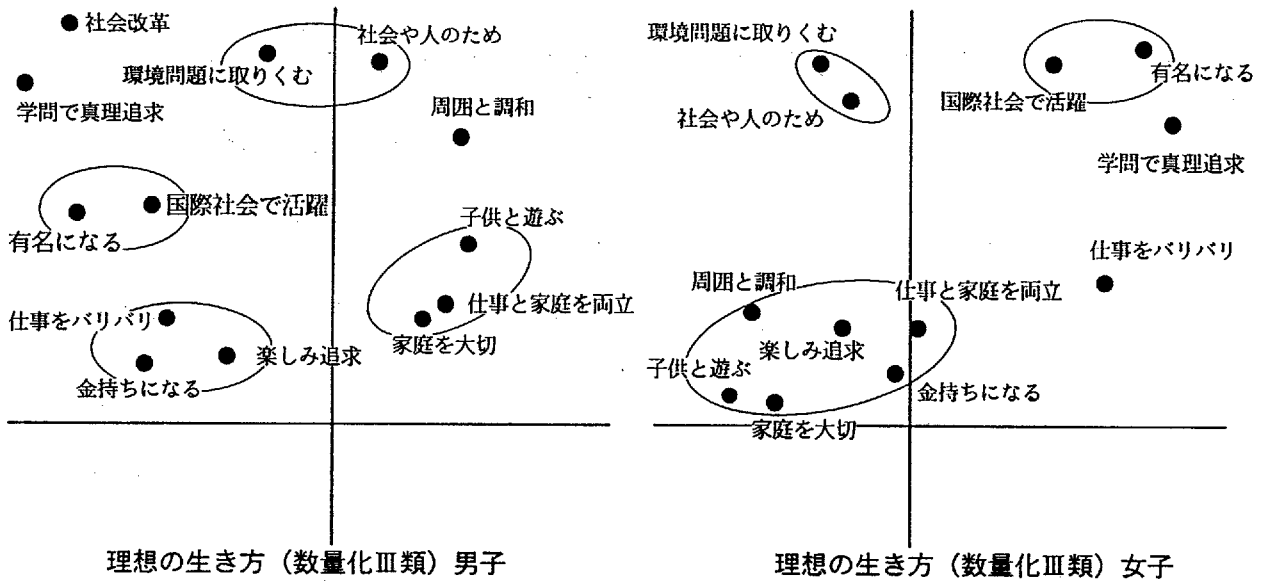 社会改革
社会や人のため
環境問題に取りくむ
学問で真理追求
周囲と調和
国際社会で活躍
有名になる
子供と遊ぶ
仕事と家庭を両立
家庭を大切
仕事をバリバリ
楽しみ追求
金持ちになる
理想の生き方（数量化Ⅲ類）男子
環境問題に取りくむ
社会や人のため
有名になる
国際社会で活躍
学問で真理追求
仕事をバリバリ
周囲と調和
仕事と家庭を両立
楽しみ追求
子供と遊ぶ
金持ちになる
家庭を大切
理想の生き方（数量化Ⅲ類）女子